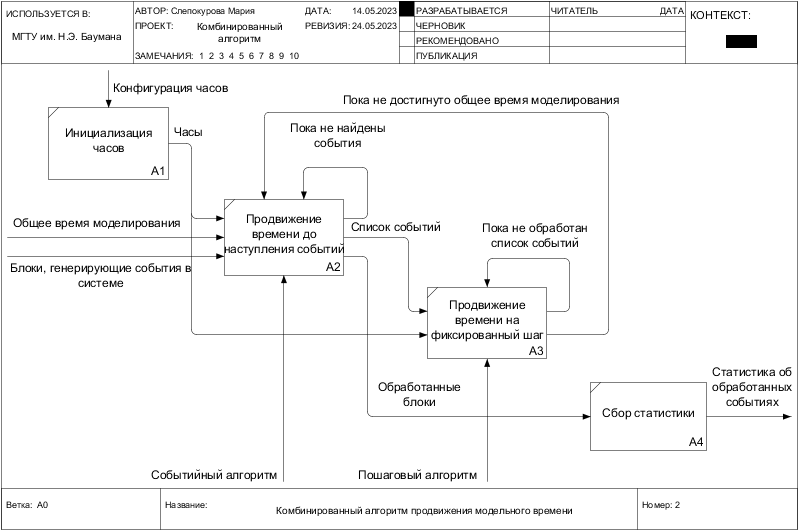 ИСПОЛЬЗУЕТСЯ В:
МГТУ им. Н.Э. Баумана
АВТОР: Слепокурова Мария
ДАТА: 14.05.2023
ПРОЕКТ: Комбинированный
алгоритм
РЕВИЗИЯ: 24.05.2023
ЗАМЕЧАНИЯ: 1 2 3 4 5 6 7 8 9 10
РАЗРАБАТЫВАЕТСЯ
ЧЕРНОВИК
РЕКОМЕНДОВАНО
ПУБЛИКАЦИЯ
ЧИТАТЕЛЬ
ДАТА
КОНТЕКСТ:
Конфигурация часов
Пока не достигнуто общее время моделирования
Инициализация
часов
A1
Часы
Пока не найдены
события
Общее время моделирования
Блоки, генерирующие события в
системе
Продвижение
времени до
наступления событий
A2
Список событий
Пока не обработан
список событий
Продвижение
времени на
фиксированный шаг
A3
Обработанные
блоки
Статистика об
обработанных
событиях
Сбор статистики
A4
Событийный алгоритм
Пошаговый алгоритм
Ветка: A0
Название:
Комбинированный алгоритм продвижения модельного времени
Номер: 2